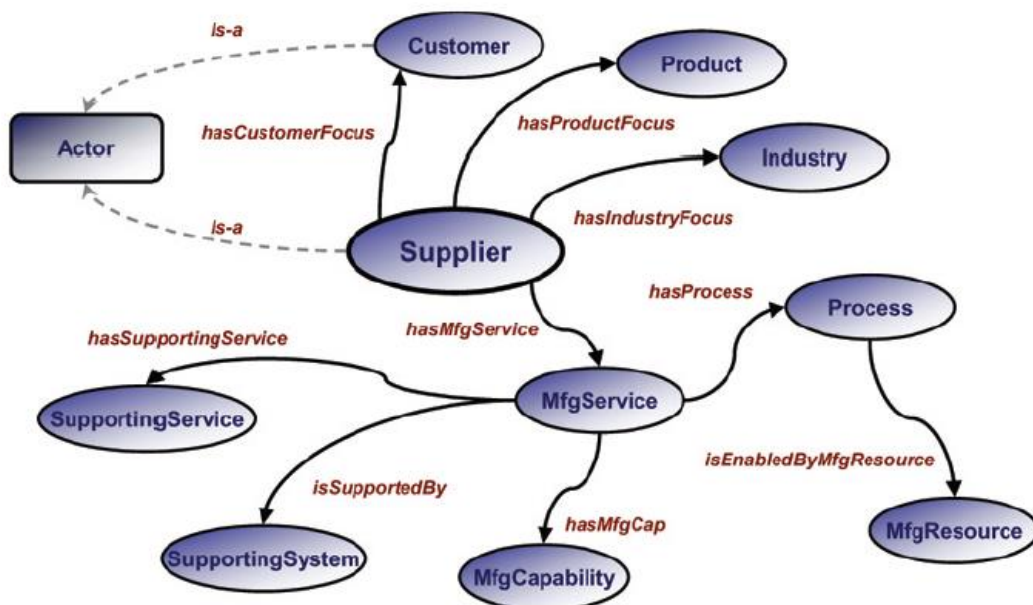 is-a
Customer
Product
hasCustomerFocus
hasProductFocus
Actor
Industry
hasIndustryFocus
is-a
Supplier
hasProcess
Process
hasMfgService
hasSupportingService
MfgService
SupportingService
isEnabledByMfgResource
isSupportedBy
hasMfgCap
MfgResource
SupportingSystem
MfgCapability